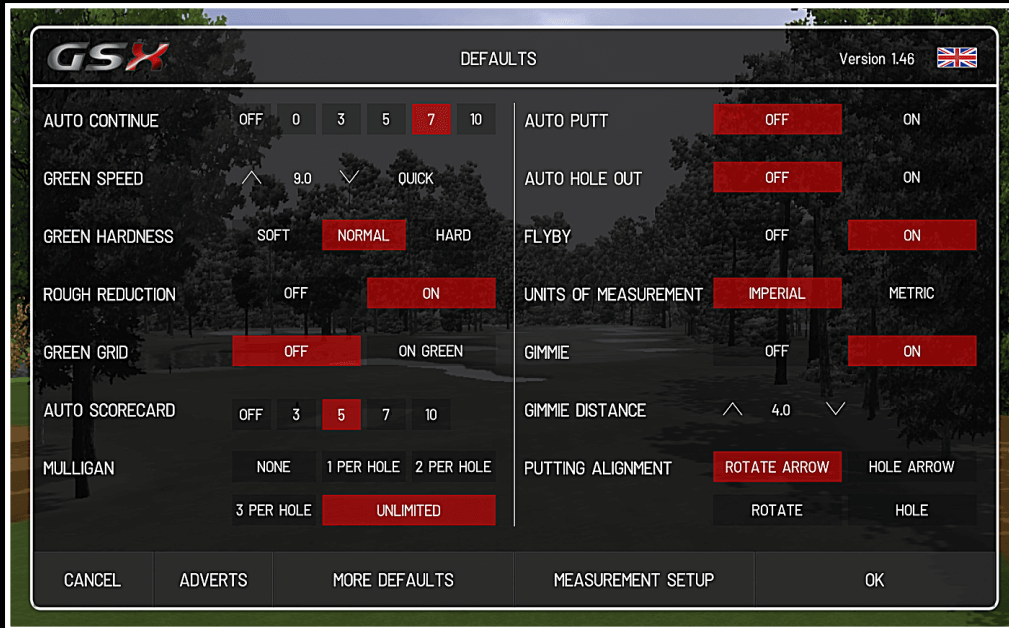 GSX
DEFAULTS
Version 1.46
AUTO CONTINUE OFF 0 3 5 7 10
GREEN SPEED 9.0 QUICK
GREEN HARDNESS SOFT NORMAL HARD
ROUGH REDUCTION OFF ON
GREEN GRID OFF ON GREEN
AUTO SCORECARD OFF 3 5 7 10
MULLIGAN NONE 1 PER HOLE 2 PER HOLE
3 PER HOLE UNLIMITED
AUTO PUTT OFF ON
AUTO HOLE OUT OFF ON
FLYBY OFF ON
UNITS OF MEASUREMENT IMPERIAL METRIC
GIMMIE OFF ON
GIMMIE DISTANCE 4.0
PUTTING ALIGNMENT ROTATE ARROW HOLE ARROW
ROTATE HOLE
CANCEL ADVERTS MORE DEFAULTS MEASUREMENT SETUP OK